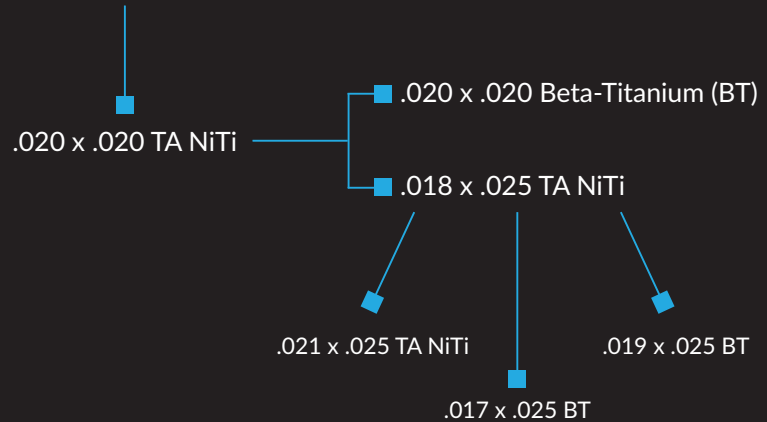 .020 x .020 Beta-Titanium (BT)
.020 x .020 TA NiTi
.018 x .025 TA NiTi
.021 x .025 TA NiTi
.019 x .025 BT
.017 x .025 BT